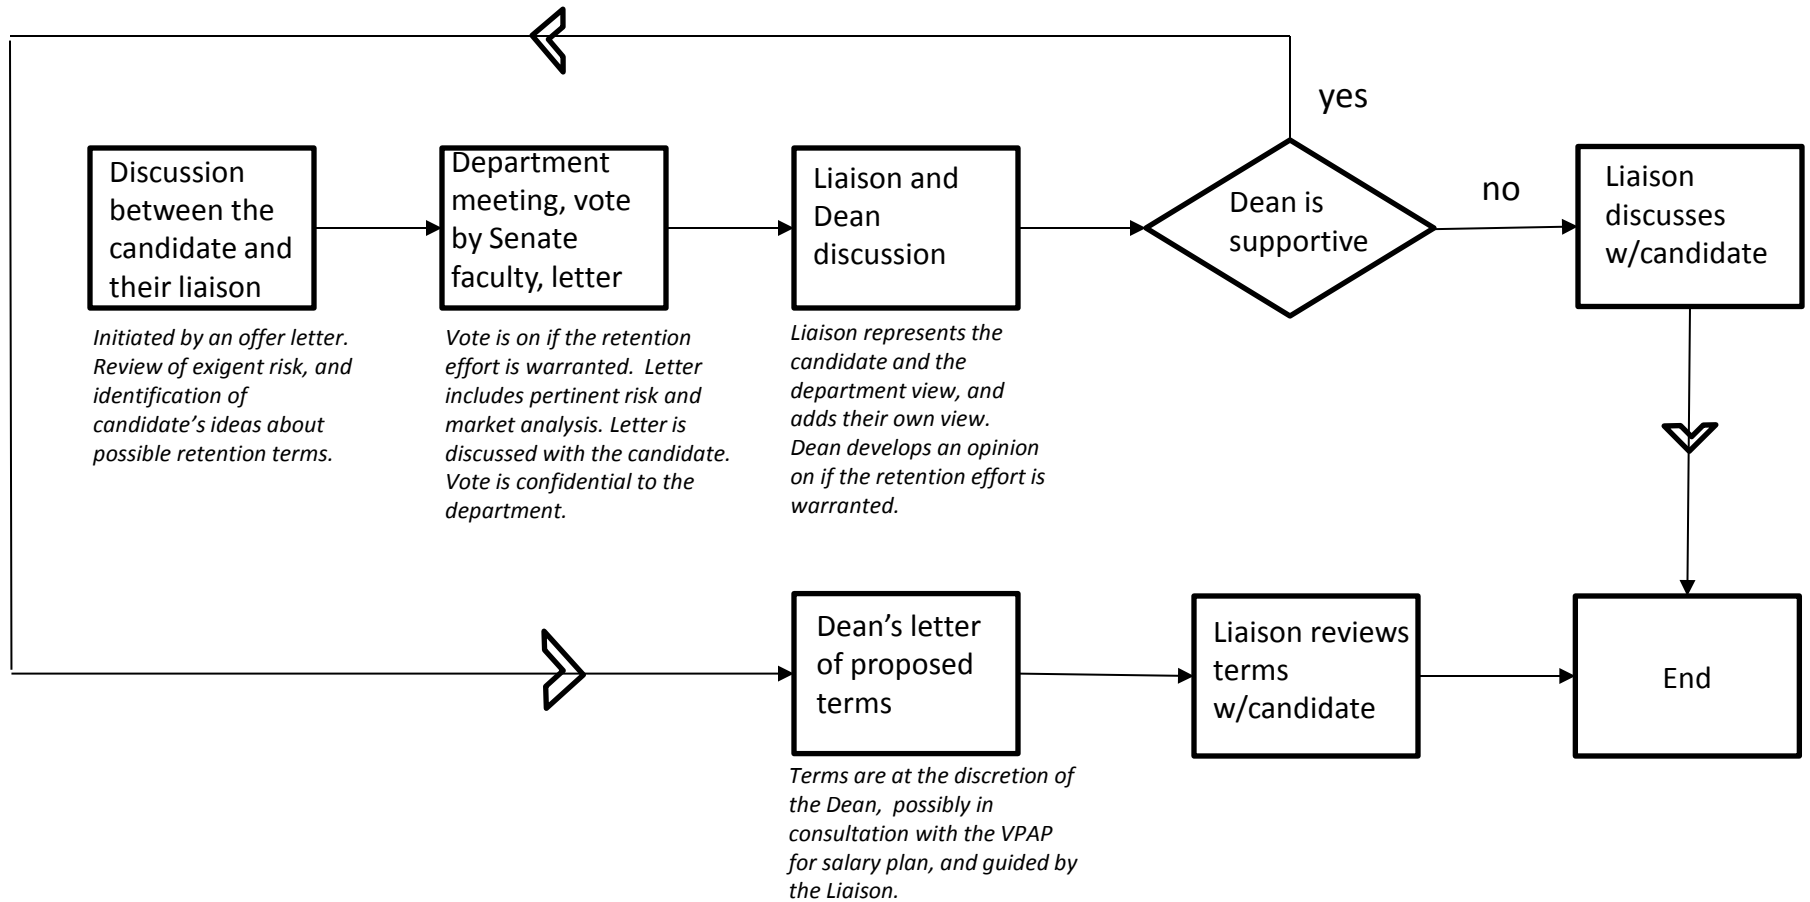 yes
Discussion
between the
candidate and
their liaison
Department
meeting, vote
by Senate
faculty, letter
Liaison and
Dean
discussion
Dean is
supportive
no
Liaison
discusses
w/candidate
Initiated by an offer letter.
Review of exigent risk, and
identification of
candidate’s ideas about
possible retention terms.
Vote is on if the retention
effort is warranted.  Letter
includes pertinent risk and
market analysis. Letter is
discussed with the candidate.
Vote is confidential to the
department.
Liaison represents the
candidate and the
department view, and
adds their own view.
Dean develops an opinion
on if the retention effort is
warranted.
Dean’s letter
of proposed
terms
Liaison reviews
terms
w/candidate
End
Terms are at the discretion of
the Dean,  possibly in
consultation with the VPAP
for salary plan, and guided by
the Liaison.